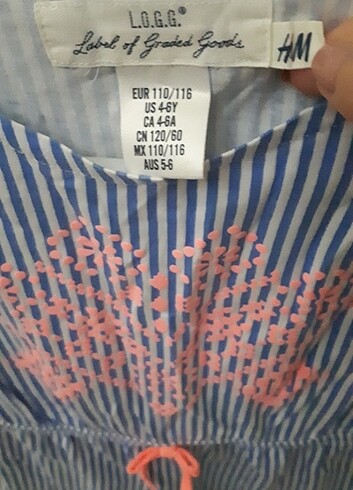 L.O.G.G.®
Label of Graded Goods
HM
EUR 110/116
US 4-6Y
CA 4-6A
CN 120/60
MX 110/116
AUS 5-6